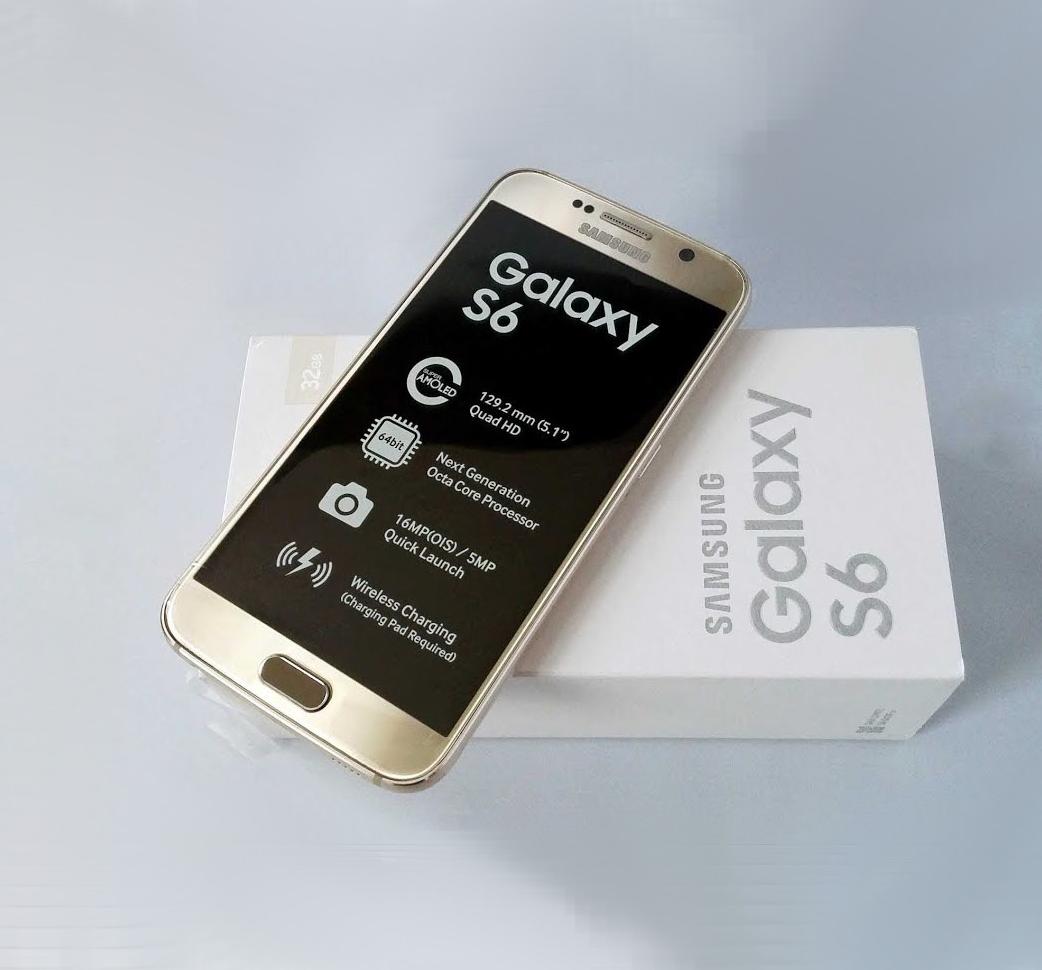 SAMSUNG
Galaxy
S6
SUPER
AMOLED
129.2 mm (5.1")
Quad HD
64bit
Next Generation
Octa Core Processor
16MP(OIS) / 5MP
Quick Launch
Wireless Charging
(Charging Pad Required)
32GB
SAMSUNG
Galaxy
S6